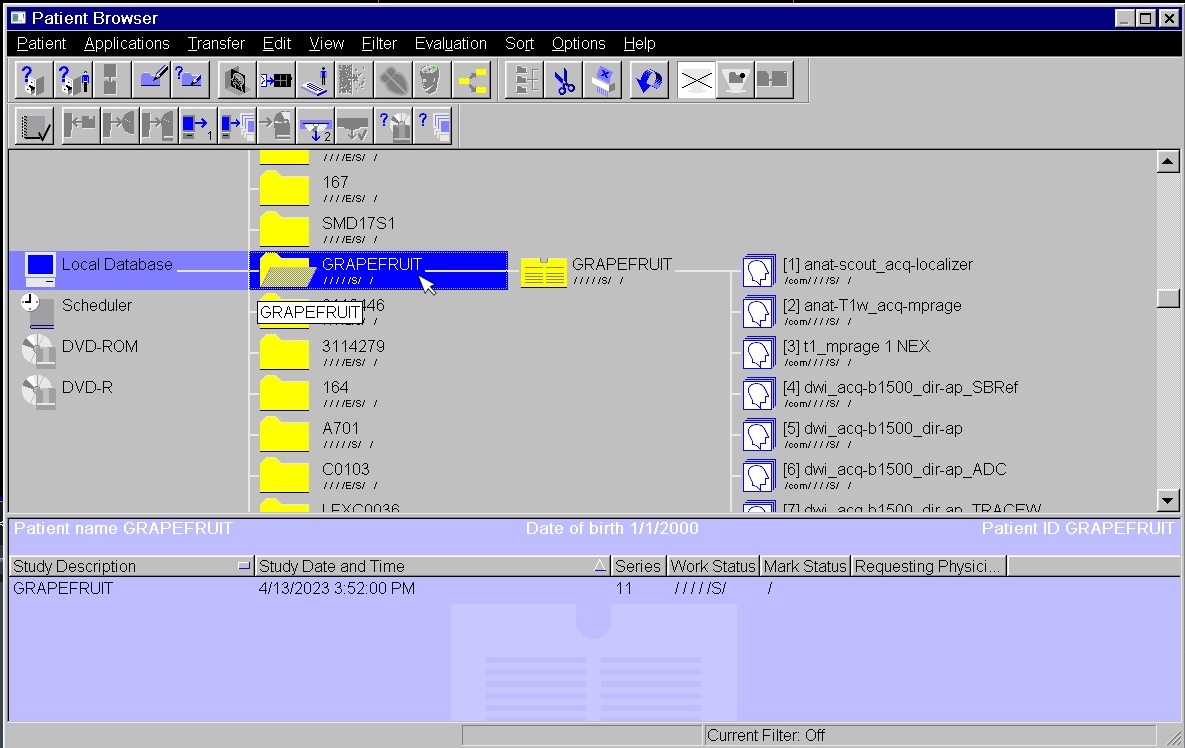 Patient Browser
Patient Applications Transfer Edit View Filter Evaluation Sort Options Help
1
2
////E/S/ /
167
////E/S/ /
SMD17S1
////E/S/ /
Local Database
GRAPEFRUIT
/////S/ /
GRAPEFRUIT
/////S/ /
[1] anat-scout_acq-localizer
/com////S/ /
Scheduler
GRAPEFRUIT
[2] anat-T1w_acq-mprage
/com////S/ /
DVD-ROM
3114279
////E/S/ /
[3] t1_mprage 1 NEX
/com////S/ /
DVD-R
164
////E/S/ /
[4] dwi_acq-b1500_dir-ap_SBRef
/com////S/ /
A701
/////S/ /
[5] dwi_acq-b1500_dir-ap
/com////S/ /
C0103
////E/S/ /
[6] dwi_acq-b1500_dir-ap_ADC
/com////S/ /
LEXC0036
[7] dwi_acq-b1500_dir-ap_TRACEW
Patient name GRAPEFRUIT Date of birth 1/1/2000 Patient ID GRAPEFRUIT
Study Description Study Date and Time Series Work Status Mark Status Requesting Physici...
GRAPEFRUIT 4/13/2023 3:52:00 PM 11 /////S/ /
Current Filter: Off